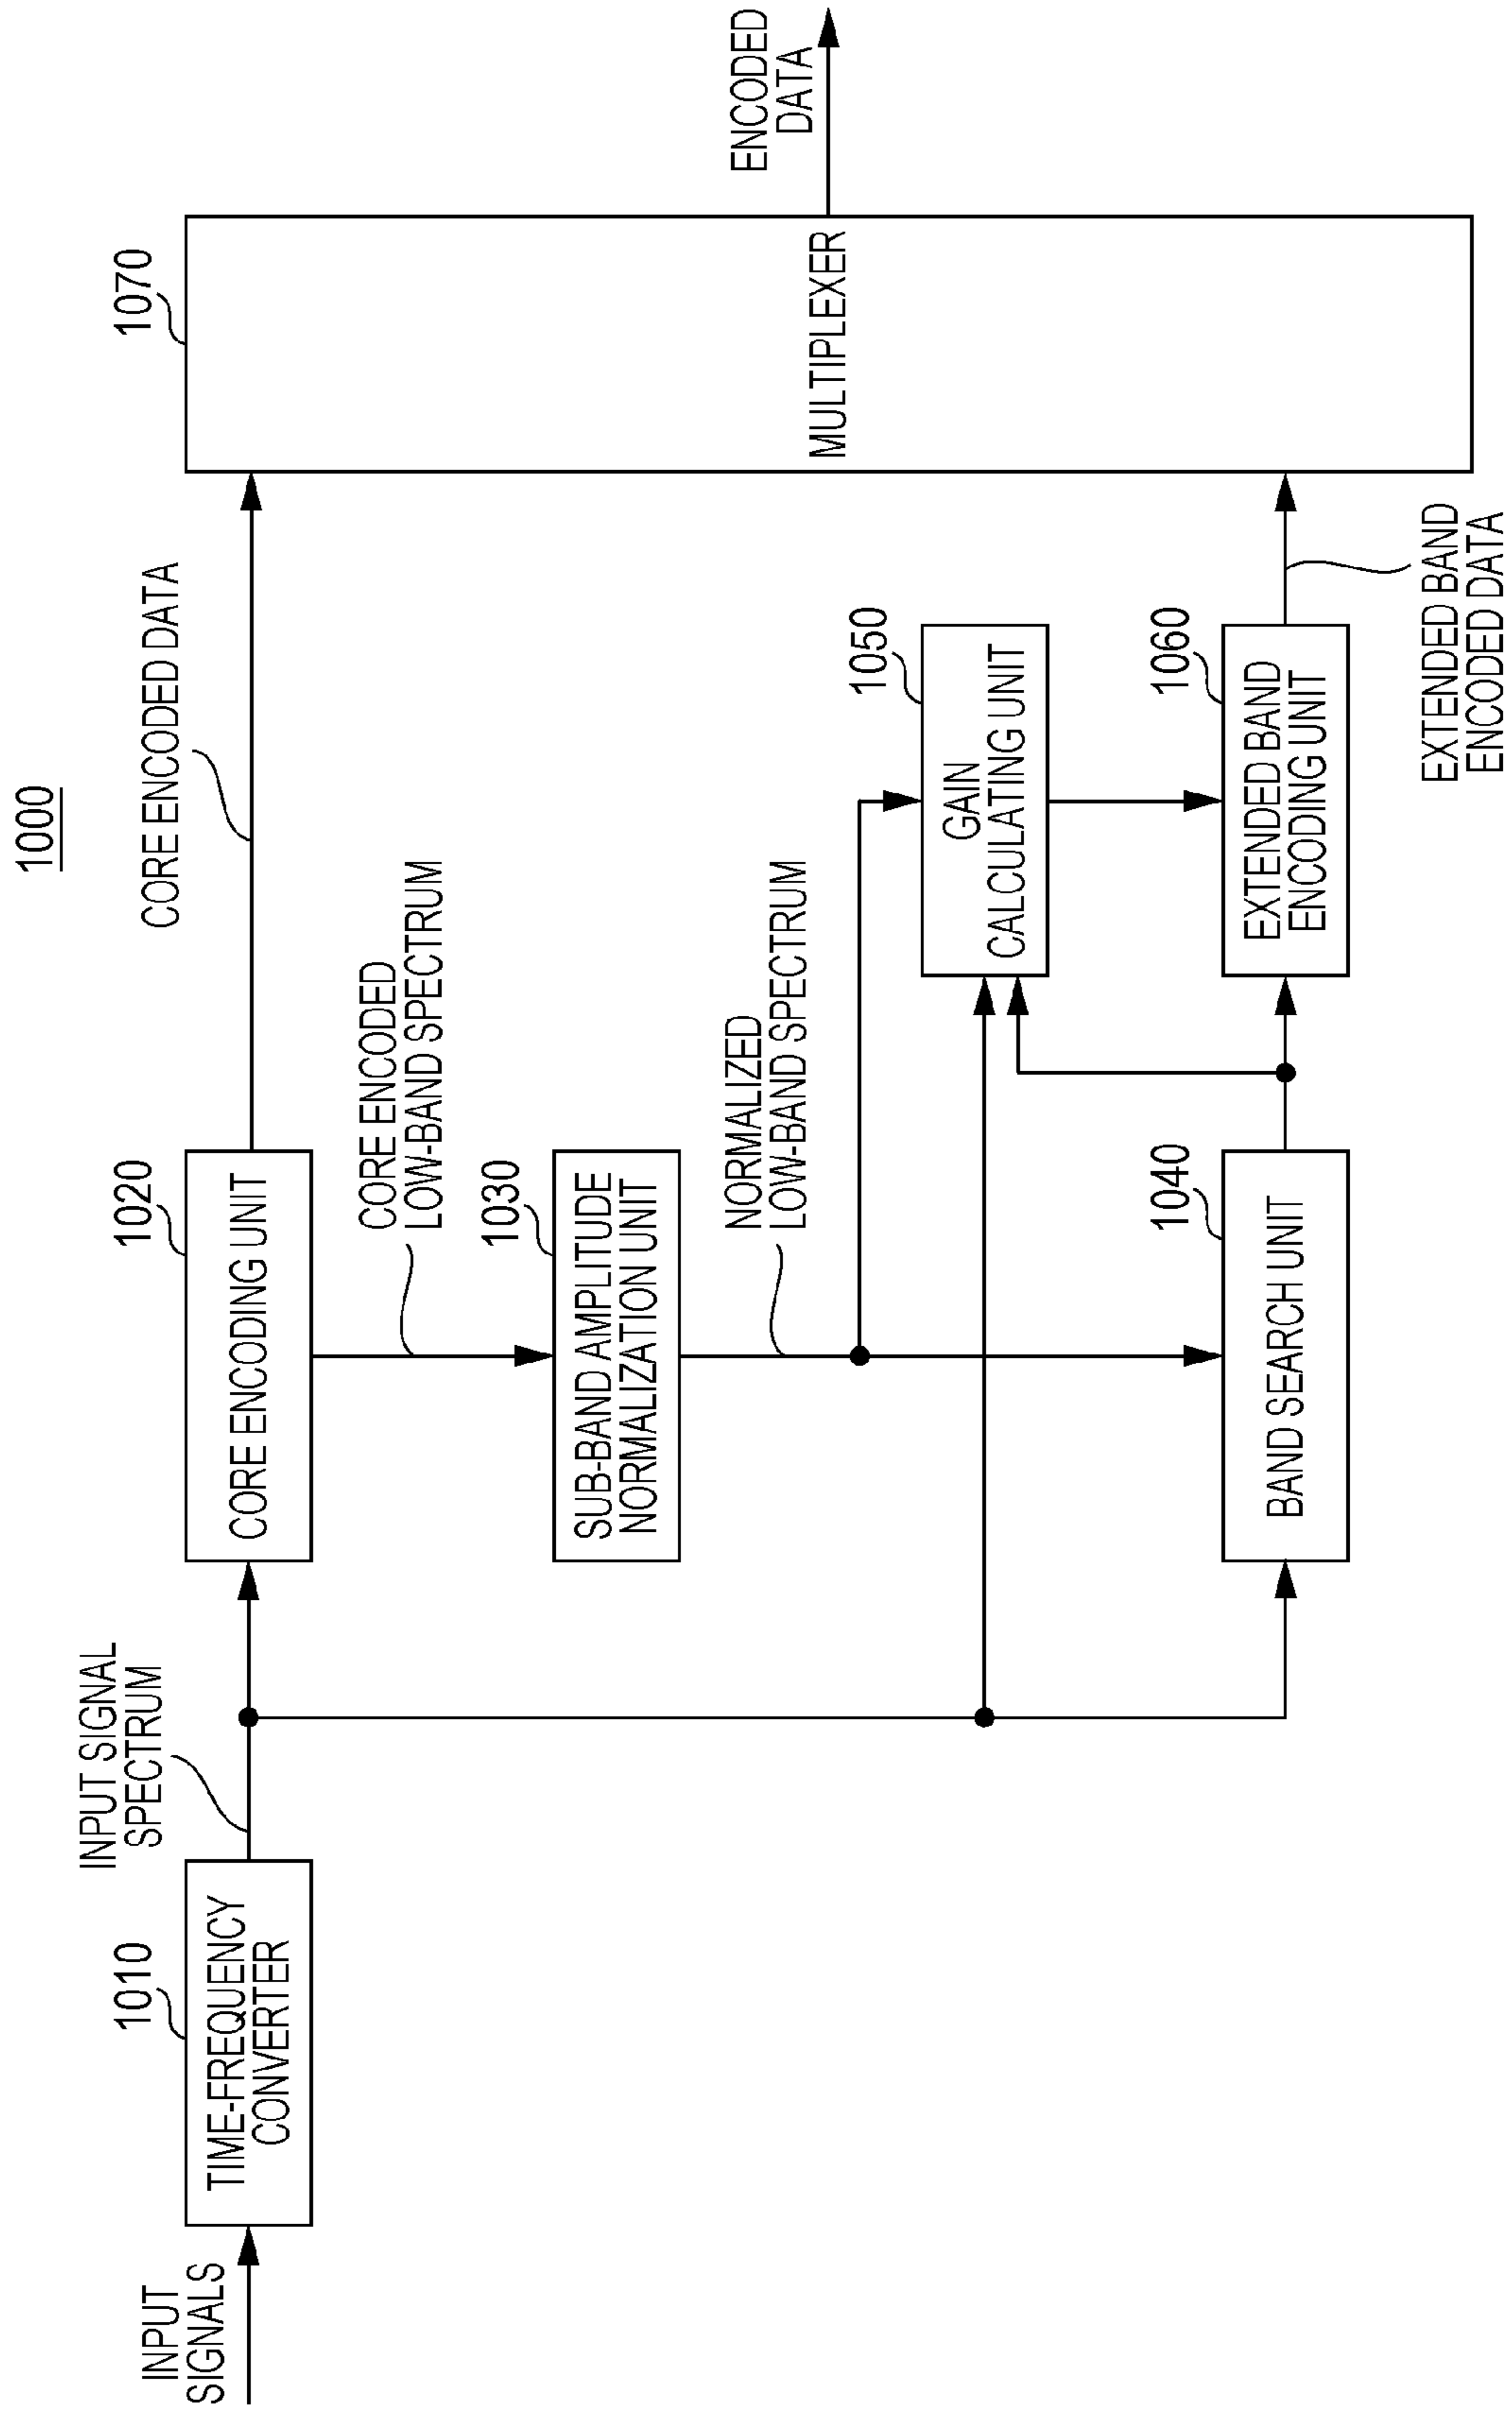 1000
INPUT
SIGNALS
1010
TIME-FREQUENCY
CONVERTER
INPUT SIGNAL
SPECTRUM
1020
CORE ENCODING UNIT
CORE ENCODED DATA
1070
MULTIPLEXER
ENCODED
DATA
CORE ENCODED
LOW-BAND SPECTRUM
1030
SUB-BAND AMPLITUDE
NORMALIZATION UNIT
NORMALIZED
LOW-BAND SPECTRUM
1050
GAIN
CALCULATING UNIT
1040
BAND SEARCH UNIT
1060
EXTENDED BAND
ENCODING UNIT
EXTENDED BAND
ENCODED DATA